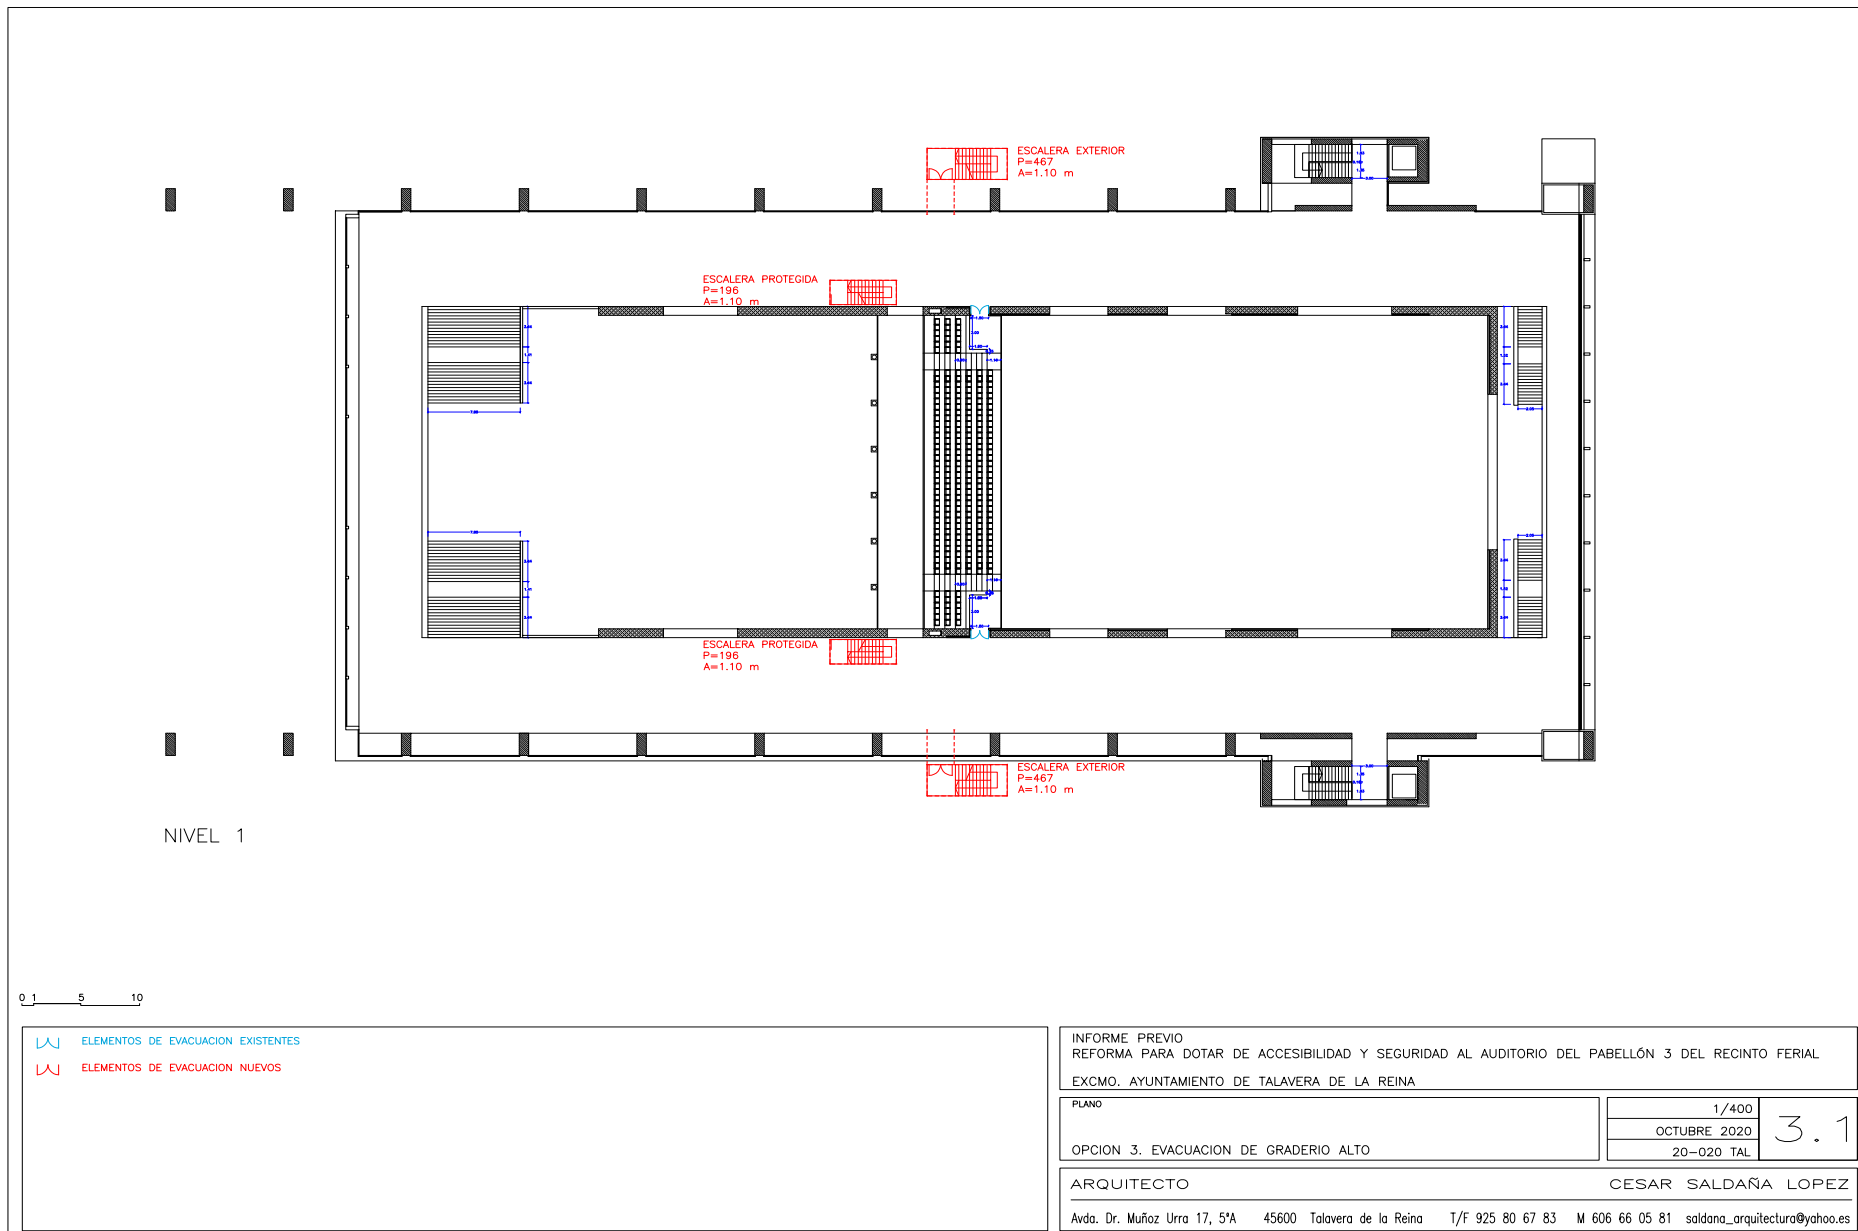 ESCALERA EXTERIOR
P=467
A=1.10 m
ESCALERA PROTEGIDA
P=196
A=1.10 m
ESCALERA PROTEGIDA
P=196
A=1.10 m
ESCALERA EXTERIOR
P=467
A=1.10 m
NIVEL 1
0 1 5 10
ELEMENTOS DE EVACUACION EXISTENTES
ELEMENTOS DE EVACUACION NUEVOS
INFORME PREVIO
REFORMA PARA DOTAR DE ACCESIBILIDAD Y SEGURIDAD AL AUDITORIO DEL PABELLÓN 3 DEL RECINTO FERIAL
EXCMO. AYUNTAMIENTO DE TALAVERA DE LA REINA
PLANO
OPCION 3. EVACUACION DE GRADERIO ALTO
1/400
OCTUBRE 2020
20-020 TAL
3.1
ARQUITECTO CESAR SALDAÑA LOPEZ
Avda. Dr. Muñoz Urra 17, 5ºA 45600 Talavera de la Reina T/F 925 80 67 83 M 606 66 05 81 saldana_arquitectura@yahoo.es